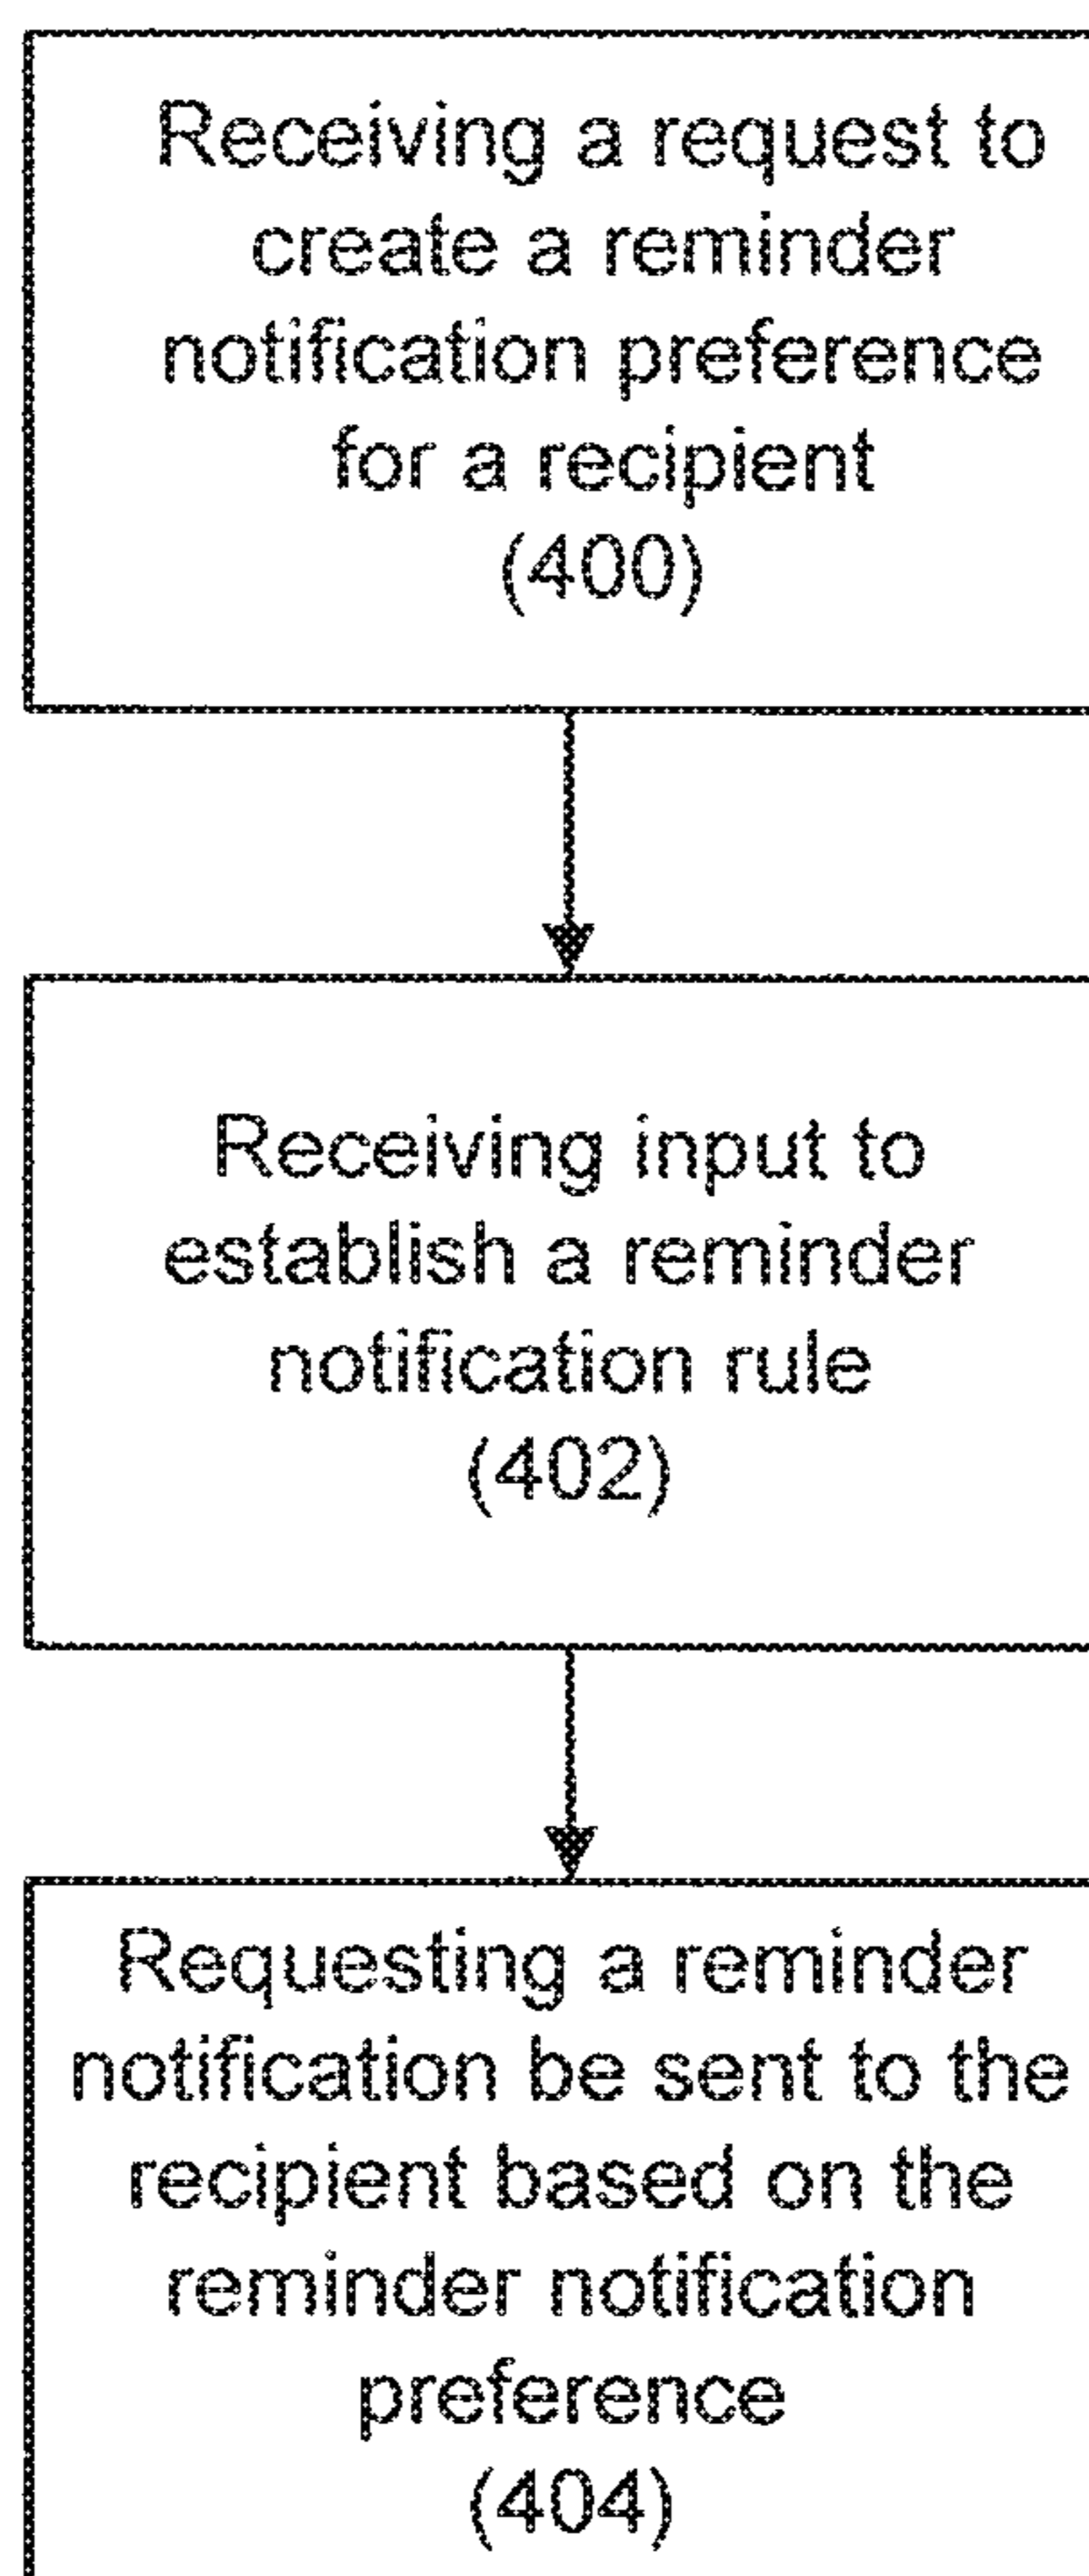 Receiving a request to
create a reminder
notification preference
for a recipient
(400)
Receiving input to
establish a reminder
notification rule
(402)
Requesting a reminder
notification be sent to the
recipient based on the
reminder notification
preference
(404)